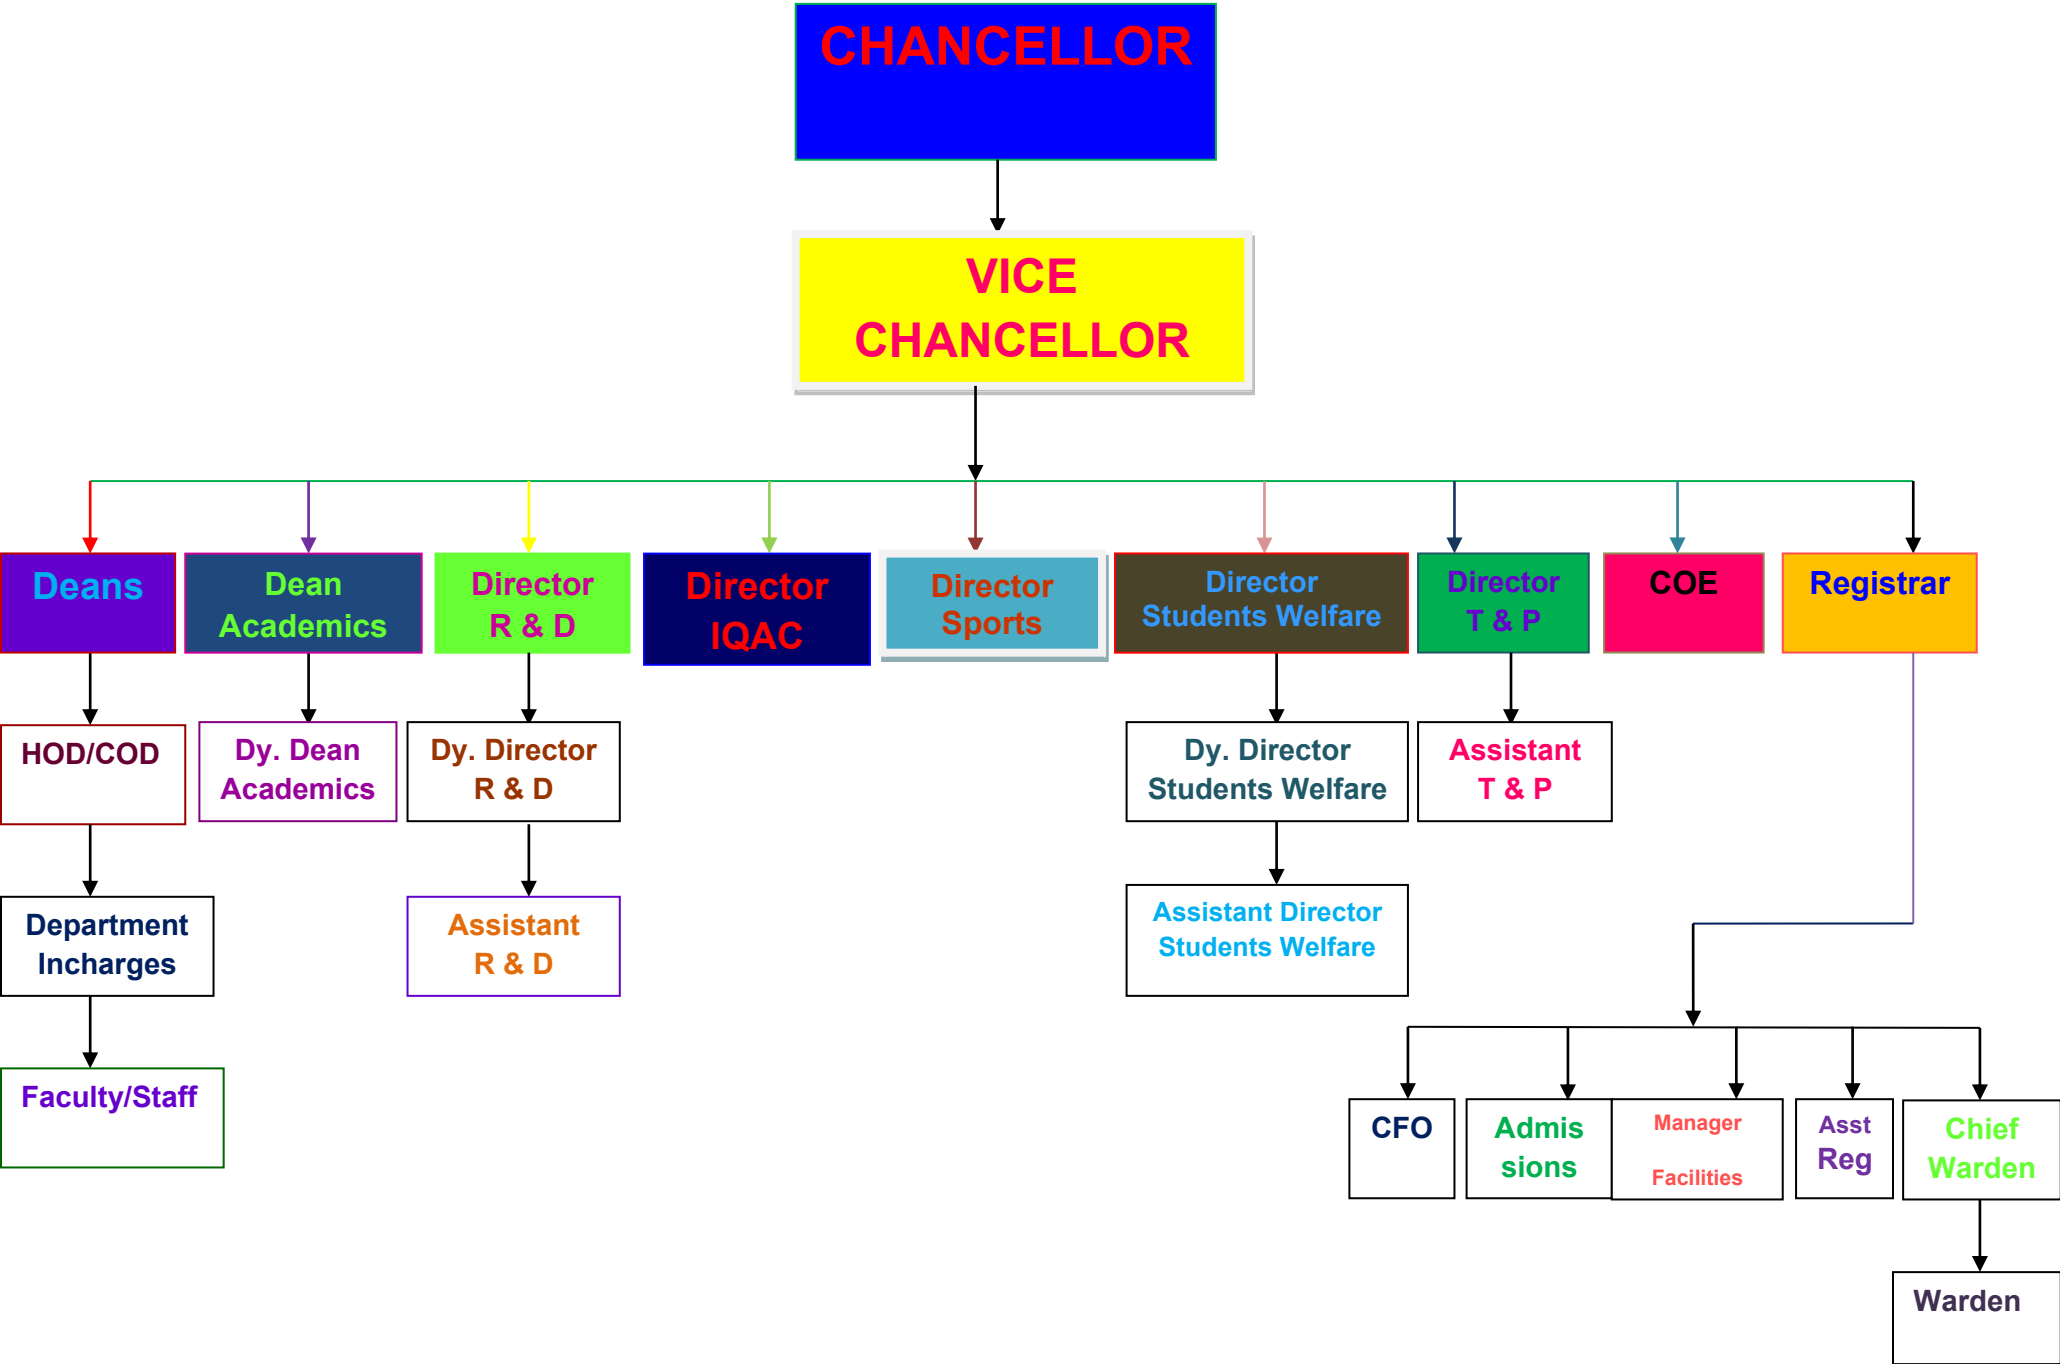 CHANCELLOR
VICE
CHANCELLOR
Deans
Dean
Academics
Director
R & D
Director
IQAC
Director
Sports
Director
Students Welfare
Director
T & P
COE
Registrar
HOD/COD
Dy. Dean
Academics
Dy. Director
R & D
Dy. Director
Students Welfare
Assistant
T & P
Department
Incharges
Assistant
R & D
Assistant Director
Students Welfare
Faculty/Staff
CFO
Admis
sions
Manager
Facilities
Asst
Reg
Chief
Warden
Warden